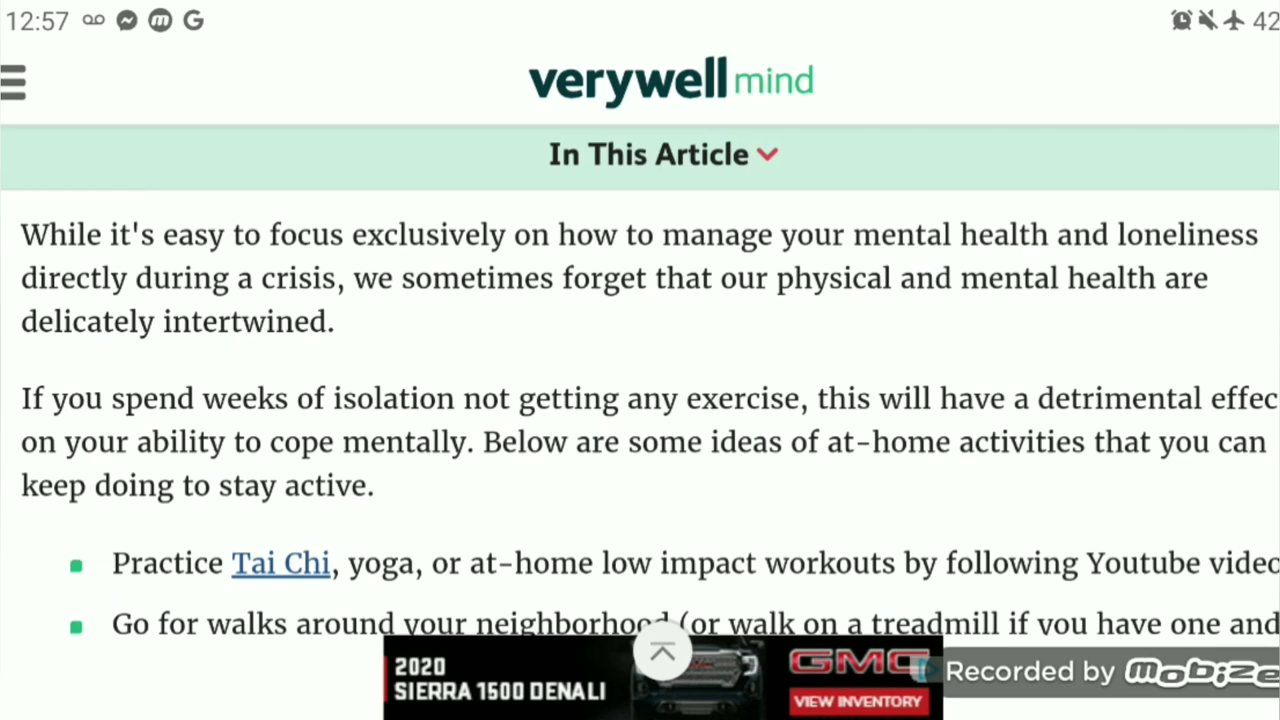 12:57 42
verywell mind
In This Article
While it's easy to focus exclusively on how to manage your mental health and loneliness
directly during a crisis, we sometimes forget that our physical and mental health are
delicately intertwined.
If you spend weeks of isolation not getting any exercise, this will have a detrimental effec
on your ability to cope mentally. Below are some ideas of at-home activities that you can
keep doing to stay active.
Practice Tai Chi, yoga, or at-home low impact workouts by following Youtube video
Go for walks around your neighborhood (or walk on a treadmill if you have one and
2020
SIERRA 1500 DENALI
GMC
VIEW INVENTORY
Recorded by mobize